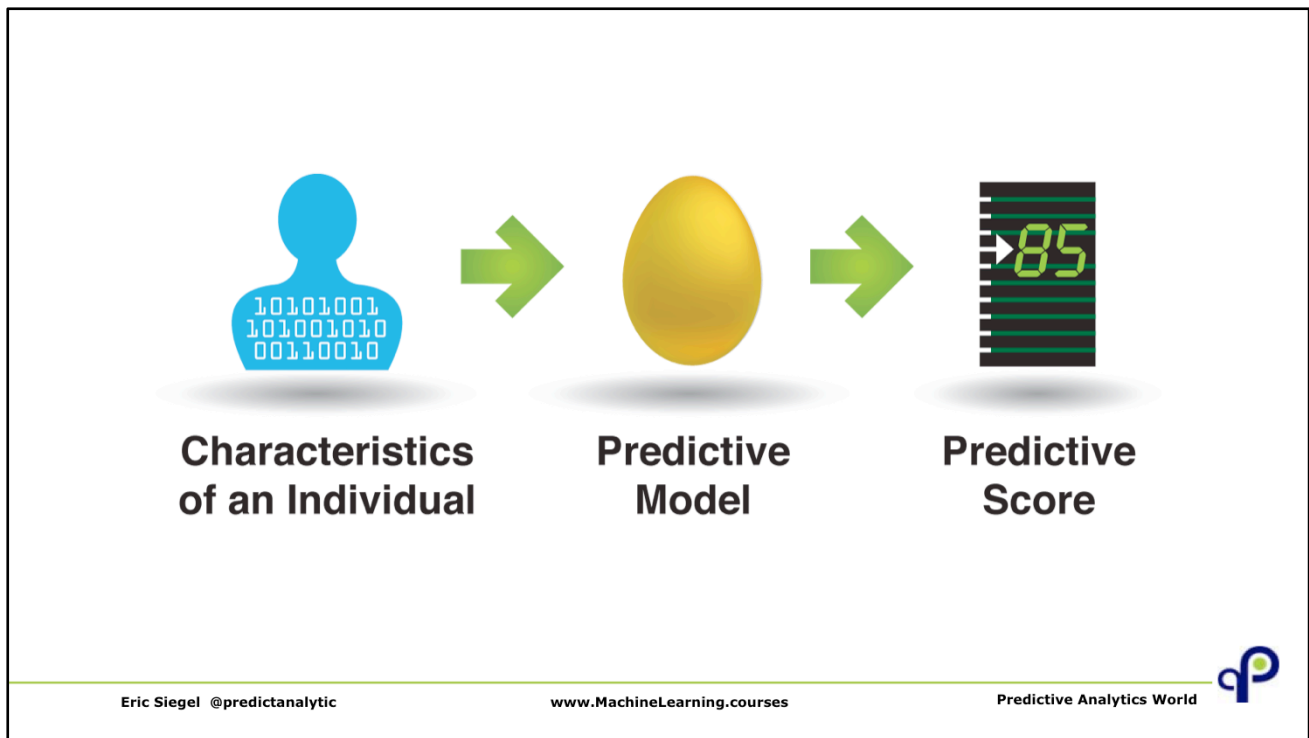 10101001
101001010
00110010
85
Characteristics
of an Individual
Predictive
Model
Predictive
Score
Eric Siegel @predictanalytic
www.MachineLearning.courses
Predictive Analytics World